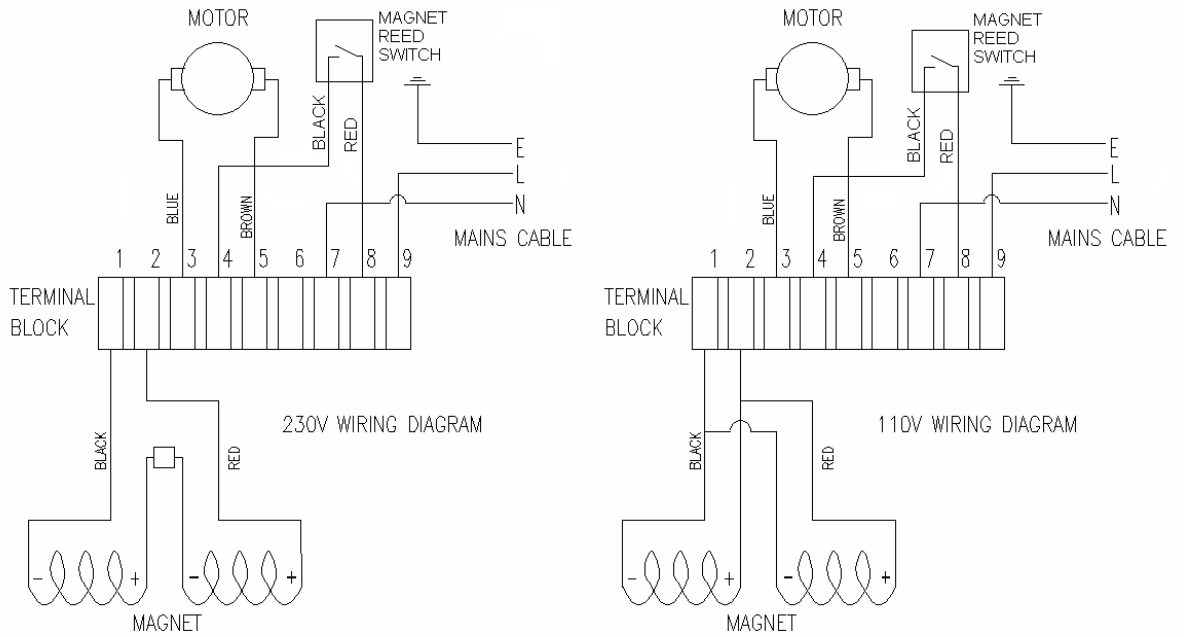 MOTOR
MAGNET
REED
SWITCH
BLACK
RED
E
L
N
BLUE
BROWN
MAINS CABLE
1 2 3 4 5 6 7 8 9
TERMINAL
BLOCK
230V WIRING DIAGRAM
BLACK
RED
- + - +
MAGNET
MOTOR
MAGNET
REED
SWITCH
BLACK
RED
E
L
N
BLUE
BROWN
MAINS CABLE
1 2 3 4 5 6 7 8 9
TERMINAL
BLOCK
110V WIRING DIAGRAM
BLACK
RED
- + - +
MAGNET